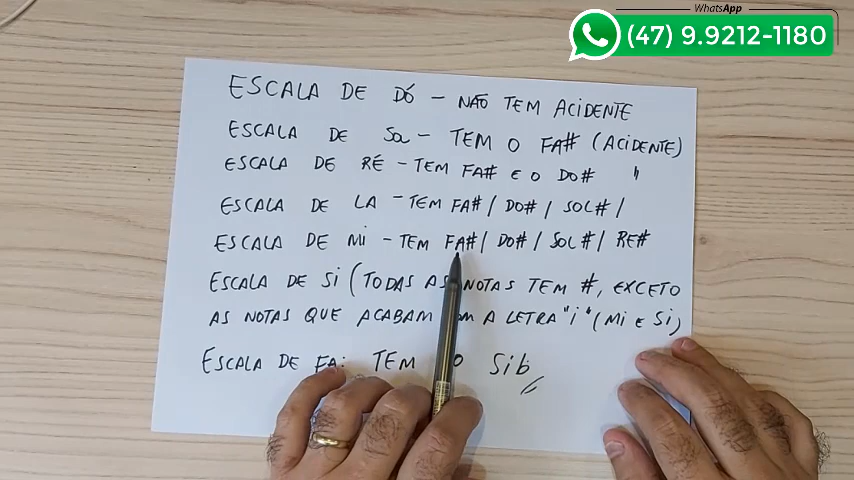 WhatsApp
(47) 9.9212-1180
ESCALA DE DÓ - NÃO TEM ACIDENTE
ESCALA DE SOL - TEM O FA# (ACIDENTE)
ESCALA DE RÉ - TEM FA# E O DO# "
ESCALA DE LA - TEM FA# / DO# / SOL# /
ESCALA DE Mi - TEM FA# / DO# / SOL# / RE#
ESCALA DE Si (TODAS AS NOTAS TEM #, EXCETO
AS NOTAS QUE ACABAM COM A LETRA "i" (Mi E Si)
ESCALA DE FA: TEM O Sib